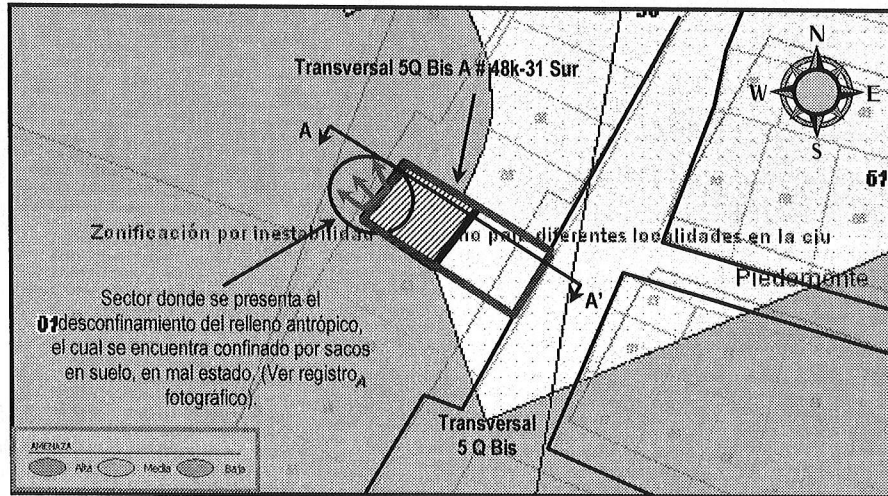 Transversal 5Q Bis A # 48k-31 Sur
N
W
E
S
A
01
Zonificación por inestabilidad no para diferentes localidades en la ciu
Piedemonte
A'
Sector donde se presenta el
01 desconfinamiento del relleno antrópico,
el cual se encuentra confinado por sacos
en suelo, en mal estado. (Ver registro
fotográfico).
Transversal
5 Q Bis
AMENAZA
Alta
Media
Baja